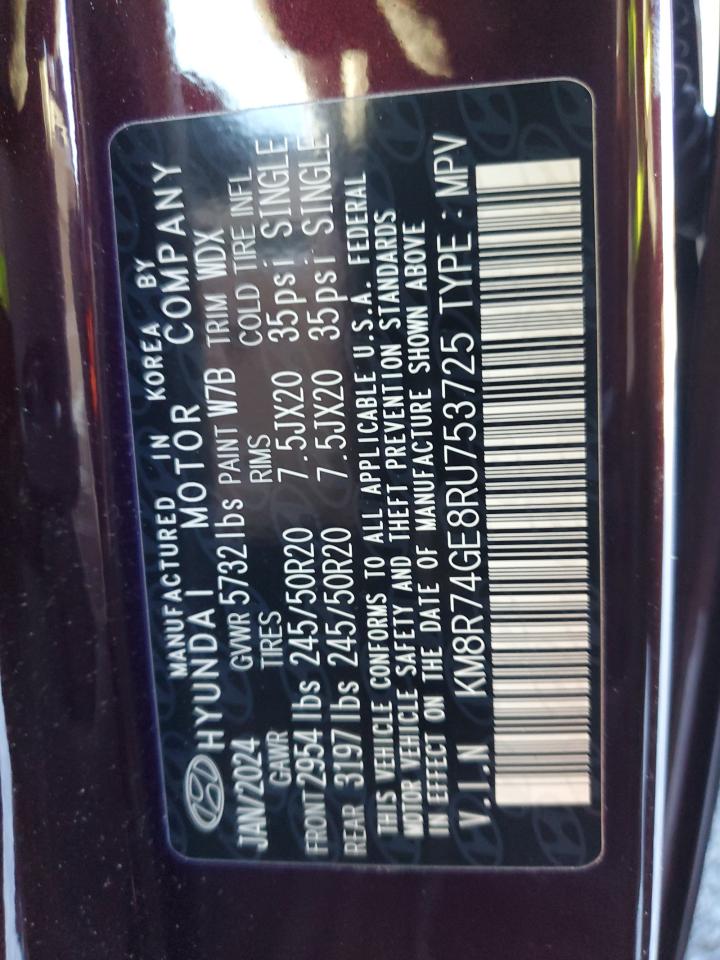 MANUFACTURED IN KOREA BY
HYUNDAI MOTOR COMPANY
JAN/2024 GVWR 5732 lbs PAINT W7B TRIM WDX
GAWR TIRES RIMS COLD TIRE INFL
FRONT 2954 lbs 245/50R20 7.5JX20 35psi SINGLE
REAR 3197 lbs 245/50R20 7.5JX20 35psi SINGLE
THIS VEHICLE CONFORMS TO ALL APPLICABLE U.S.A. FEDERAL
MOTOR VEHICLE SAFETY AND THEFT PREVENTION STANDARDS
IN EFFECT ON THE DATE OF MANUFACTURE SHOWN ABOVE
V.I.N KM8R74GE8RU753725 TYPE : MPV